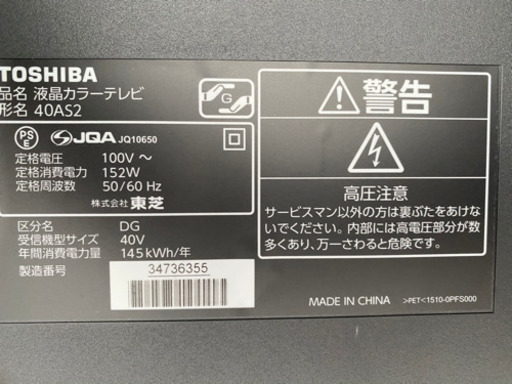 TOSHIBA
品名 液晶カラーテレビ
形名 40AS2
G
PS
E
JQA JQ10650
定格電圧 100V ～
定格消費電力 152W
定格周波数 50/60 Hz
株式会社 東芝
区分名 DG
受信機型サイズ 40V
年間消費電力量 145 kWh/年
製造番号 34736355
警告
高圧注意
サービスマン以外の方は裏ぶたをあけな
いでください。内部には高電圧部分が
数多くあり、万一さわると危険です。
MADE IN CHINA
>PET<1510-0PFS000